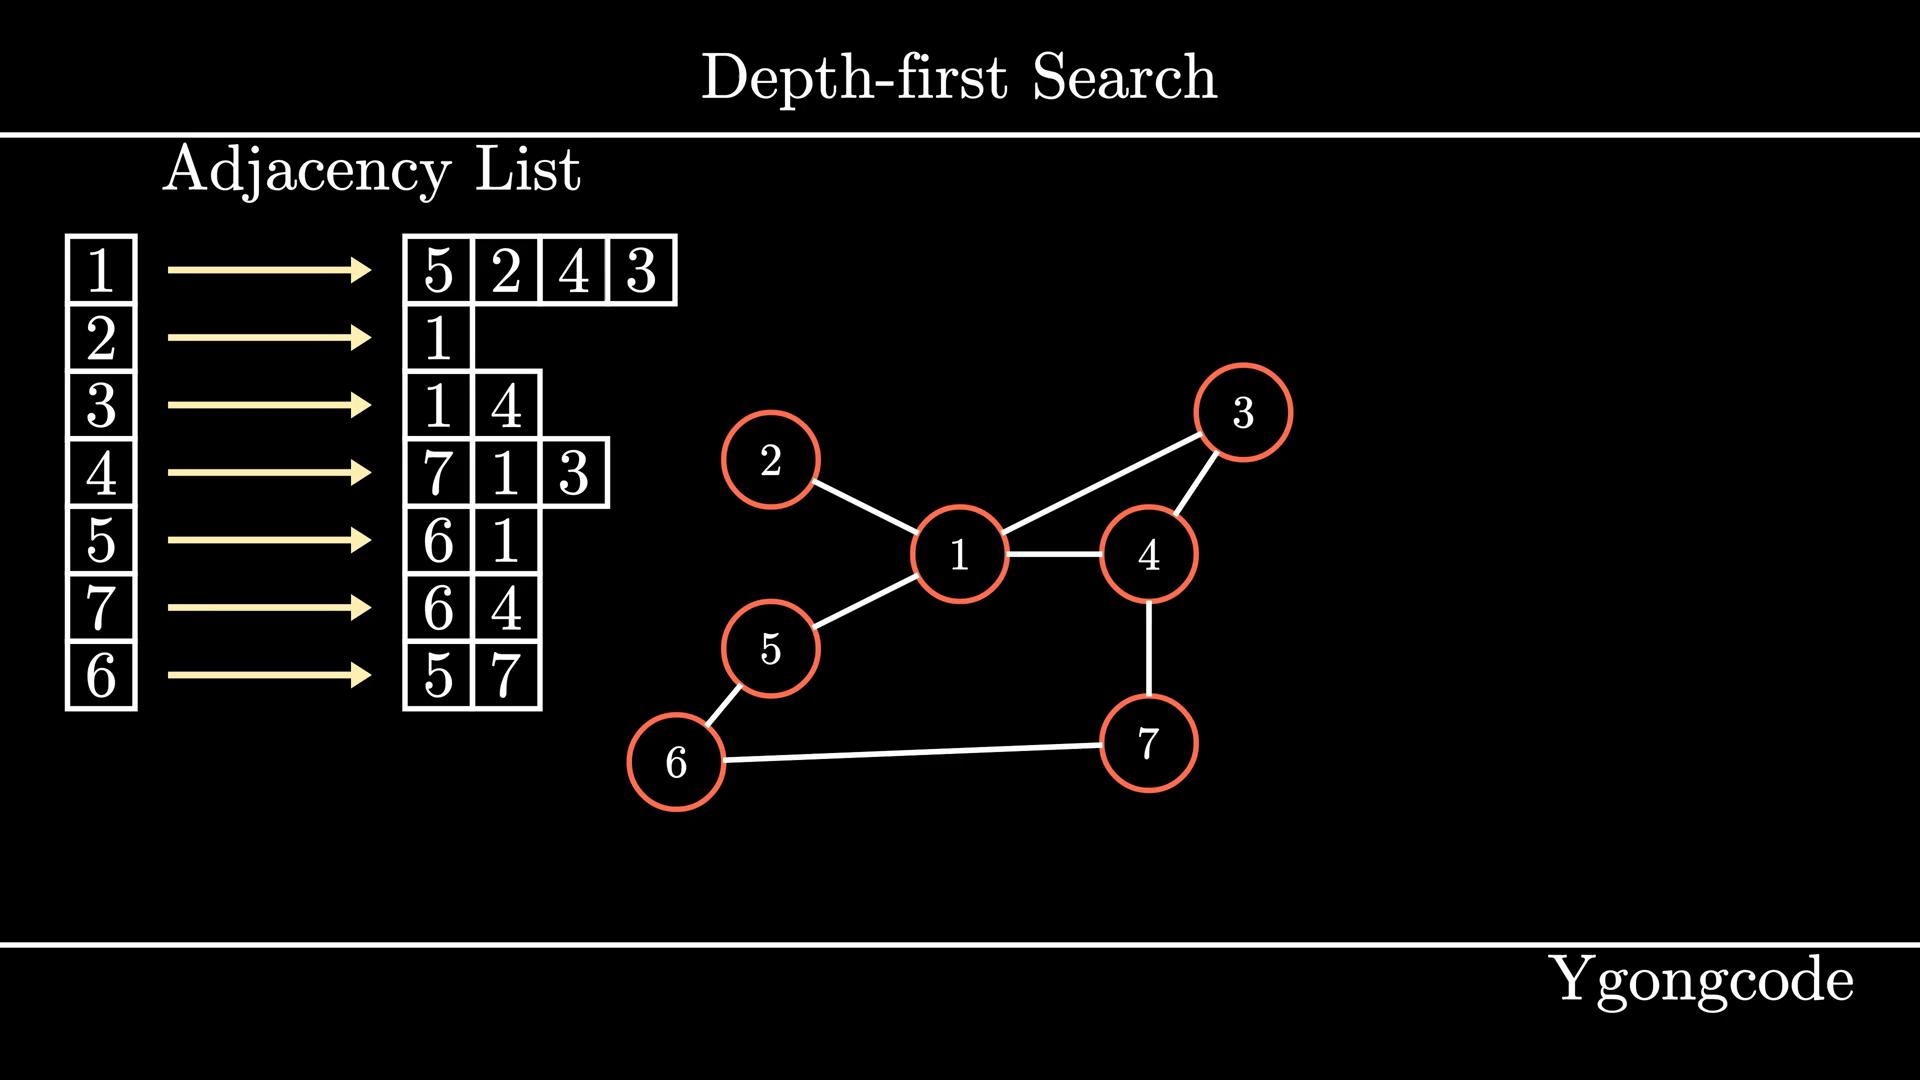 Depth-first Search
Adjacency List
1 5 2 4 3
2 1
3 1 4
4 7 1 3
5 6 1
7 6 4
6 5 7
3
2
1 4
5
7
6
Ygongcode